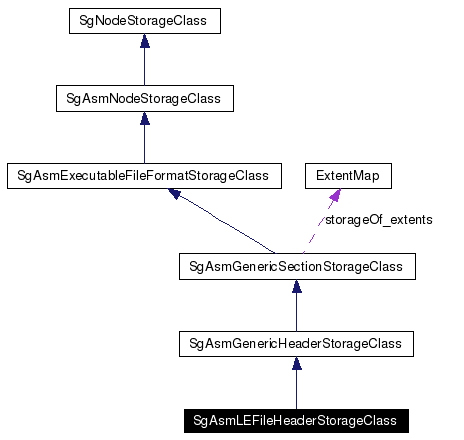 SgNodeStorageClass
SgAsmNodeStorageClass
SgAsmExecutableFileFormatStorageClass
ExtentMap
storageOf_extents
SgAsmGenericSectionStorageClass
SgAsmGenericHeaderStorageClass
SgAsmLEFileHeaderStorageClass